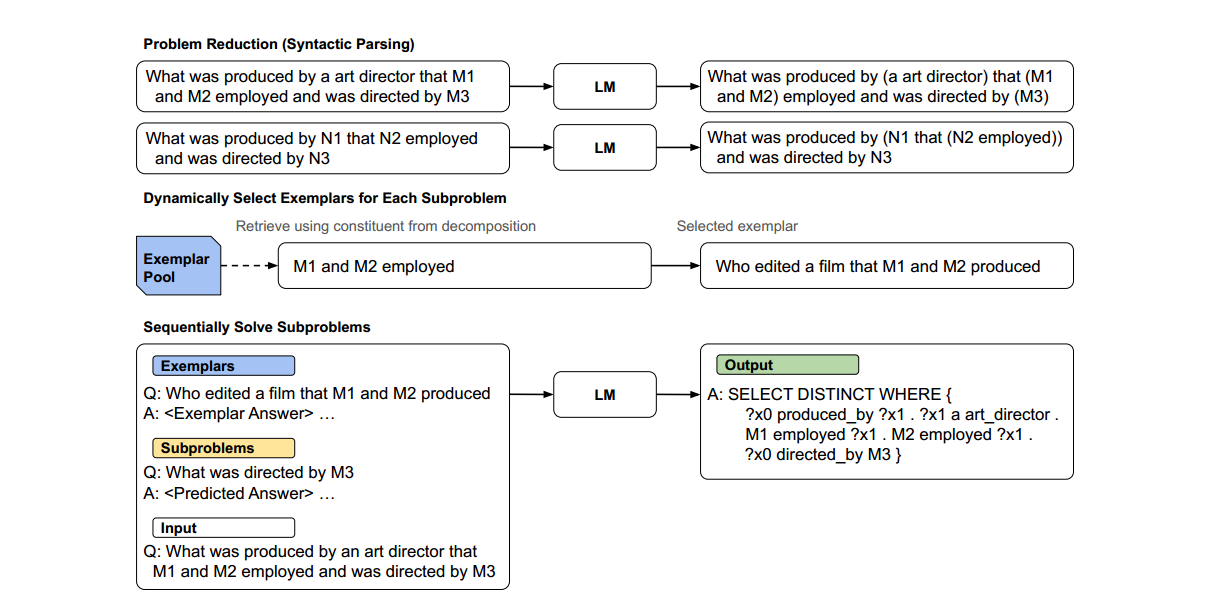 Problem Reduction (Syntactic Parsing)
What was produced by a art director that M1
and M2 employed and was directed by M3
LM
What was produced by (a art director) that (M1
and M2) employed and was directed by (M3)
What was produced by N1 that N2 employed
and was directed by N3
LM
What was produced by (N1 that (N2 employed))
and was directed by N3
Dynamically Select Exemplars for Each Subproblem
Retrieve using constituent from decomposition
Selected exemplar
Exemplar
Pool
M1 and M2 employed
Who edited a film that M1 and M2 produced
Sequentially Solve Subproblems
Exemplars
Q: Who edited a film that M1 and M2 produced
A: <Exemplar Answer> …
Subproblems
Q: What was directed by M3
A: <Predicted Answer> …
Input
Q: What was produced by an art director that
M1 and M2 employed and was directed by M3
LM
Output
A: SELECT DISTINCT WHERE {
?x0 produced_by ?x1 . ?x1 a art_director .
M1 employed ?x1 . M2 employed ?x1 .
?x0 directed_by M3 }